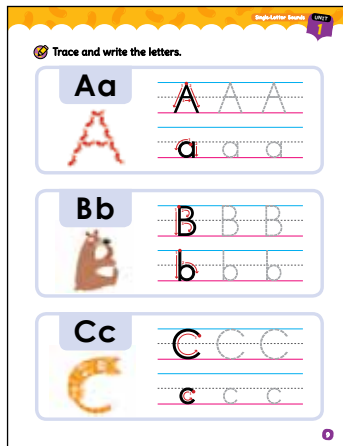 Single-Letter Sounds
UNIT
1
Trace and write the letters.
Aa
A A A
a a a
Bb
B B B
b b b
Cc
C C C
c c c
9